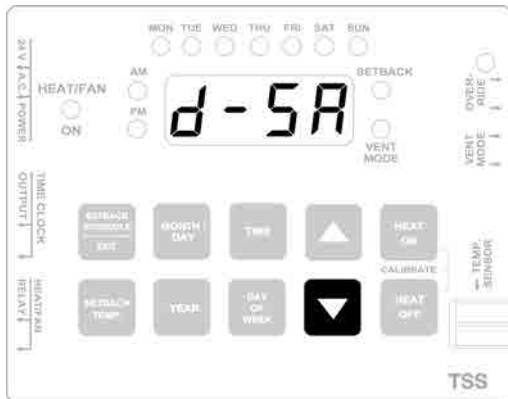 MON TUE WED THU FRI SAT SUN
AM
SETBACK
HEAT/FAN
ON
PM
d-SA
VENT
MODE
24 V. A.C. POWER
OVER-
RIDE
VENT
MODE
TIME CLOCK
OUTPUT
SETBACK
SCHEDULE
EXIT
MONTH
DAY
TIME
HEAT
ON
CALIBRATE
TEMP.
SENSOR
HEAT/FAN
RELAY
SETBACK
TEMP
YEAR
DAY
OF
WEEK
HEAT
OFF
TSS